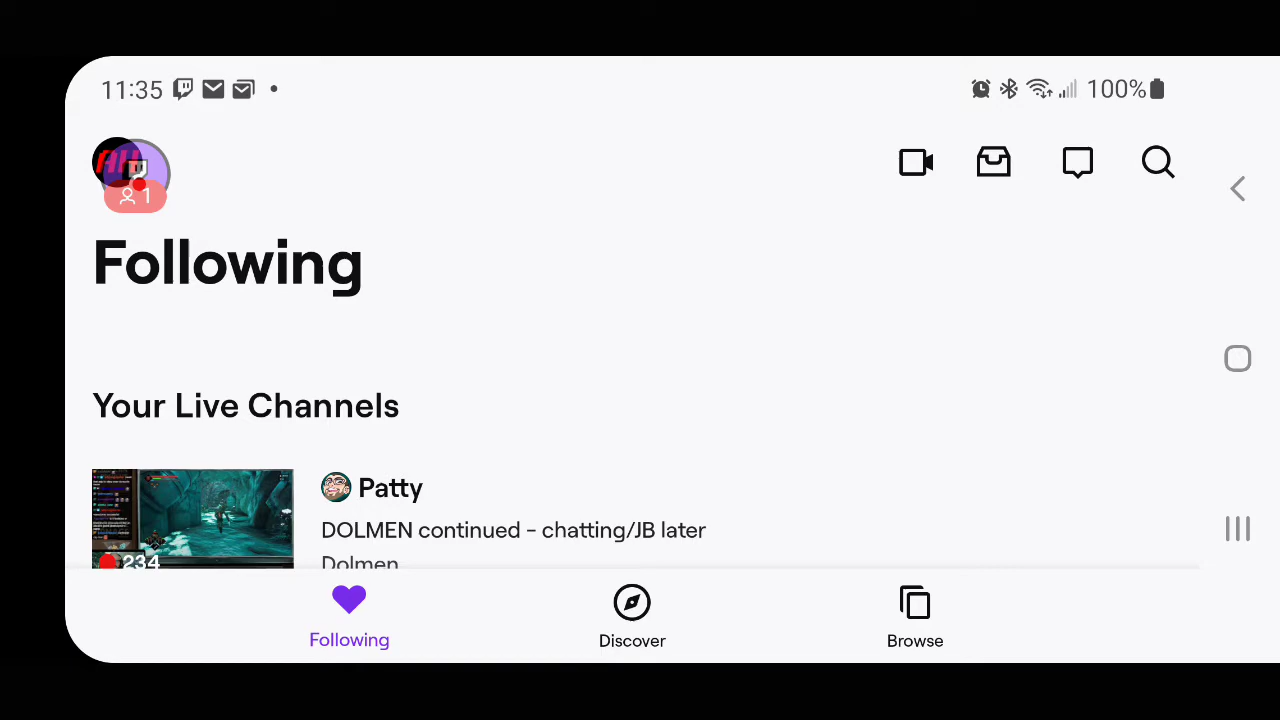 11:35
100%
AH
1
Following
Your Live Channels
Patty
DOLMEN continued - chatting/JB later
Dolmen
234
Following
Discover
Browse